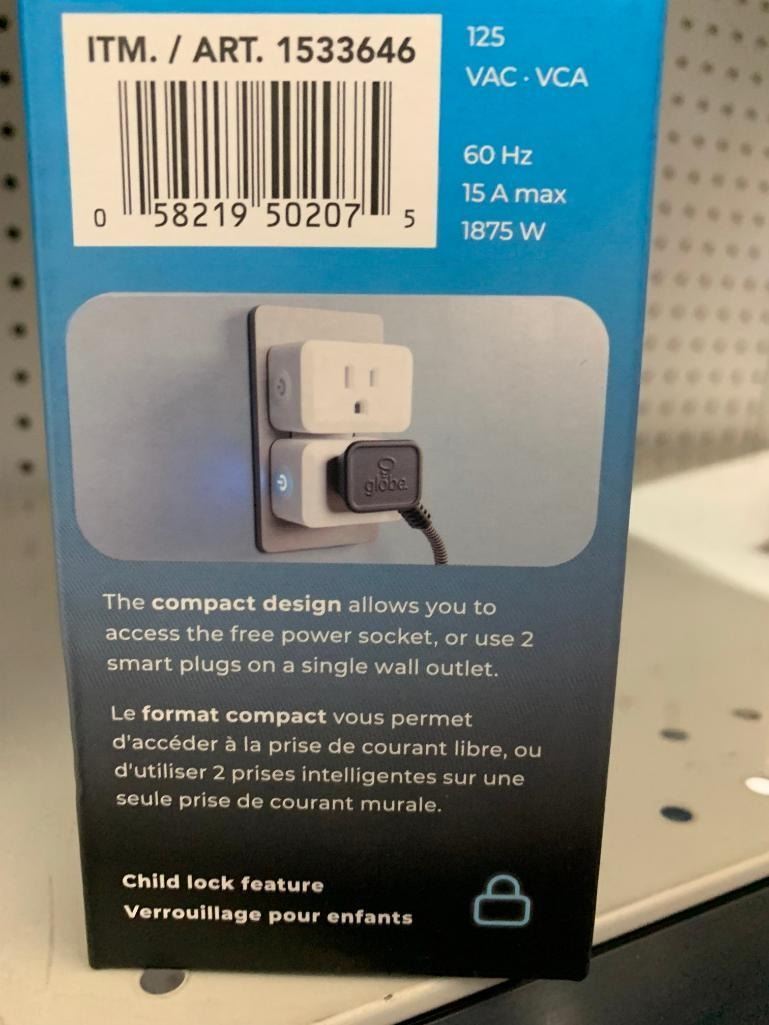 ITM. / ART. 1533646
0 58219 50207 5
125
VAC · VCA
60 Hz
15 A max
1875 W
globe.
The compact design allows you to
access the free power socket, or use 2
smart plugs on a single wall outlet.
Le format compact vous permet
d'accéder à la prise de courant libre, ou
d'utiliser 2 prises intelligentes sur une
seule prise de courant murale.
Child lock feature
Verrouillage pour enfants